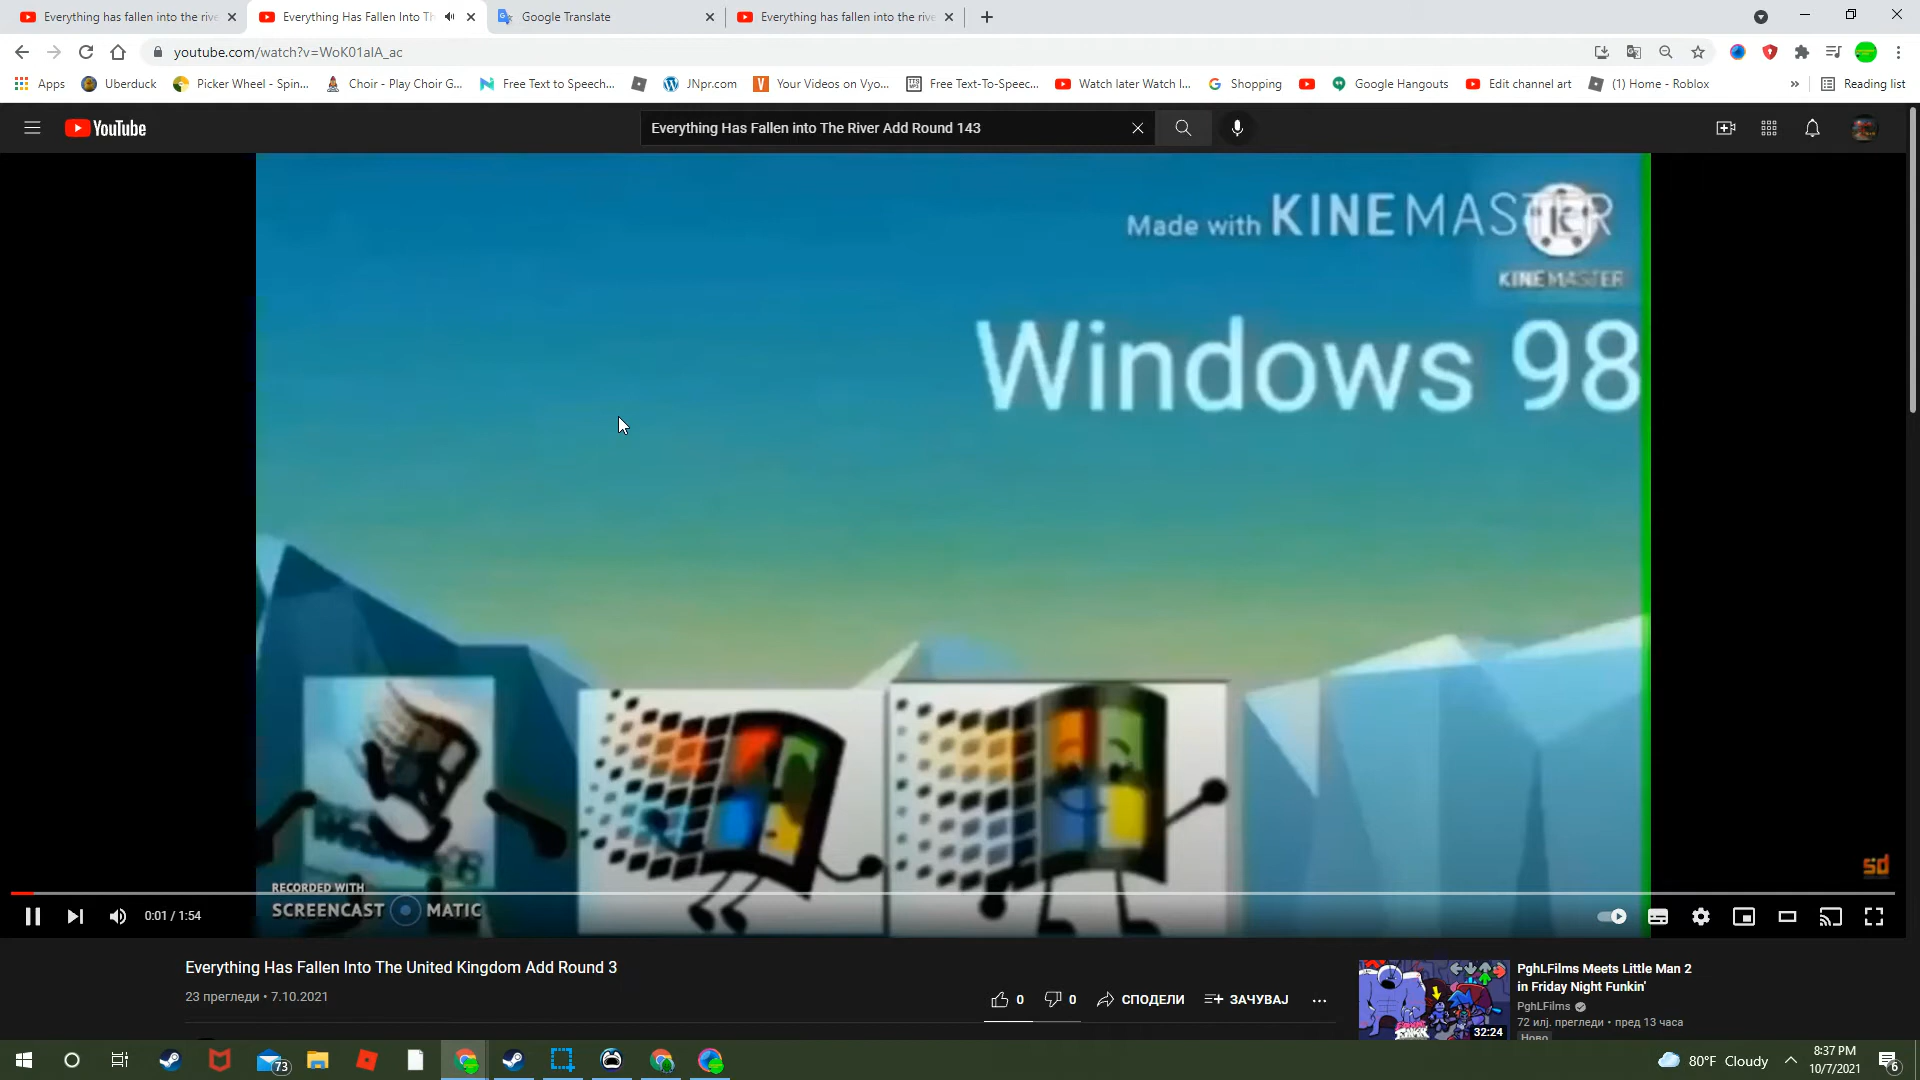 Everything has fallen into the rive
Everything Has Fallen Into Th
Google Translate
Everything has fallen into the rive
youtube.com/watch?v=WoK01aIA_ac
Apps
Uberduck
Picker Wheel - Spin...
Choir - Play Choir G...
Free Text to Speech...
JNpr.com
Your Videos on Vyo...
Free Text-To-Speec...
Watch later Watch l...
Shopping
Google Hangouts
Edit channel art
(1) Home - Roblox
»
Reading list
YouTube
Everything Has Fallen into The River Add Round 143
Made with KINEMASTER
KINEMASTER
Windows 98
sd
RECORDED WITH
SCREENCAST MATIC
0:01 / 1:54
Everything Has Fallen Into The United Kingdom Add Round 3
23 прегледи • 7.10.2021
0
0
СПОДЕЛИ
ЗАЧУВАЈ
PghLFilms Meets Little Man 2
in Friday Night Funkin'
PghLFilms
72 илј. прегледи • пред 13 часа
Ново
32:24
73
80°F Cloudy
8:37 PM
10/7/2021
6